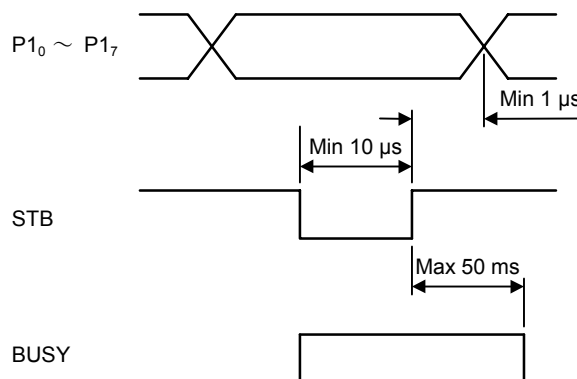 P1₀ ～ P1₇
Min 1 µs
Min 10 µs
STB
Max 50 ms
BUSY